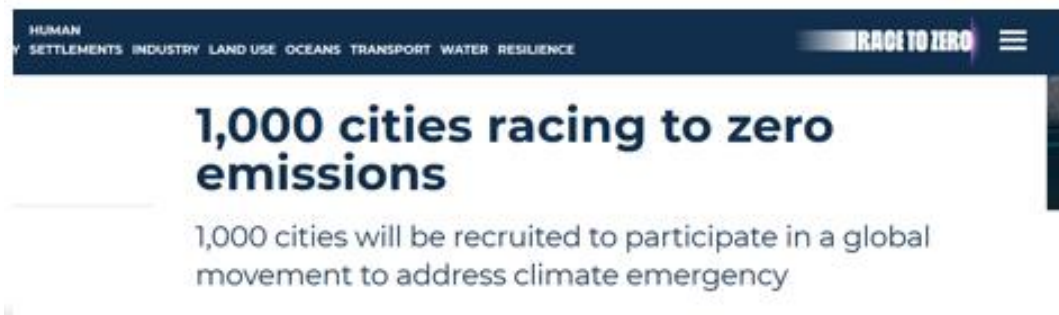 HUMAN
Y SETTLEMENTS INDUSTRY LAND USE OCEANS TRANSPORT WATER RESILIENCE
RACE TO ZERO
1,000 cities racing to zero
emissions
1,000 cities will be recruited to participate in a global
movement to address climate emergency